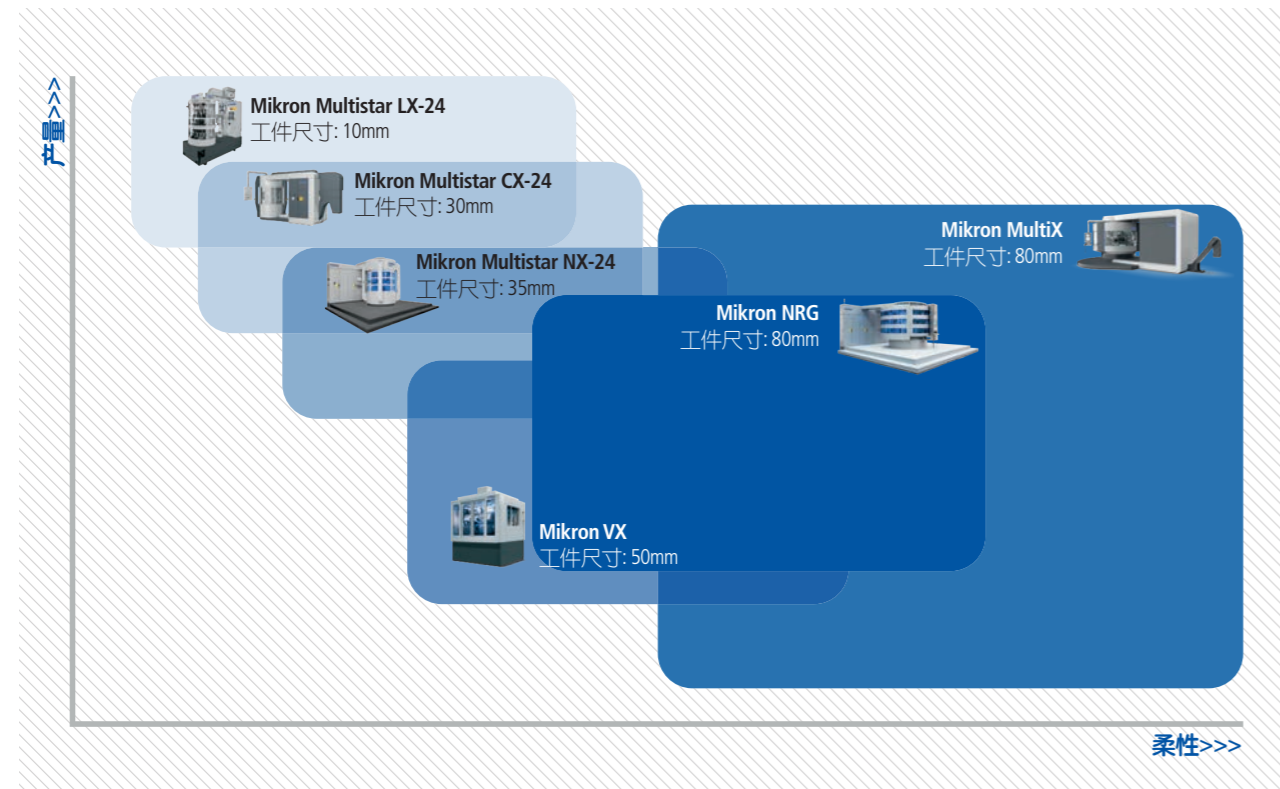 产量>>>
Mikron Multistar LX-24
工件尺寸: 10mm
Mikron Multistar CX-24
工件尺寸: 30mm
Mikron MultiX
工件尺寸: 80mm
Mikron Multistar NX-24
工件尺寸: 35mm
Mikron NRG
工件尺寸: 80mm
Mikron VX
工件尺寸: 50mm
柔性>>>